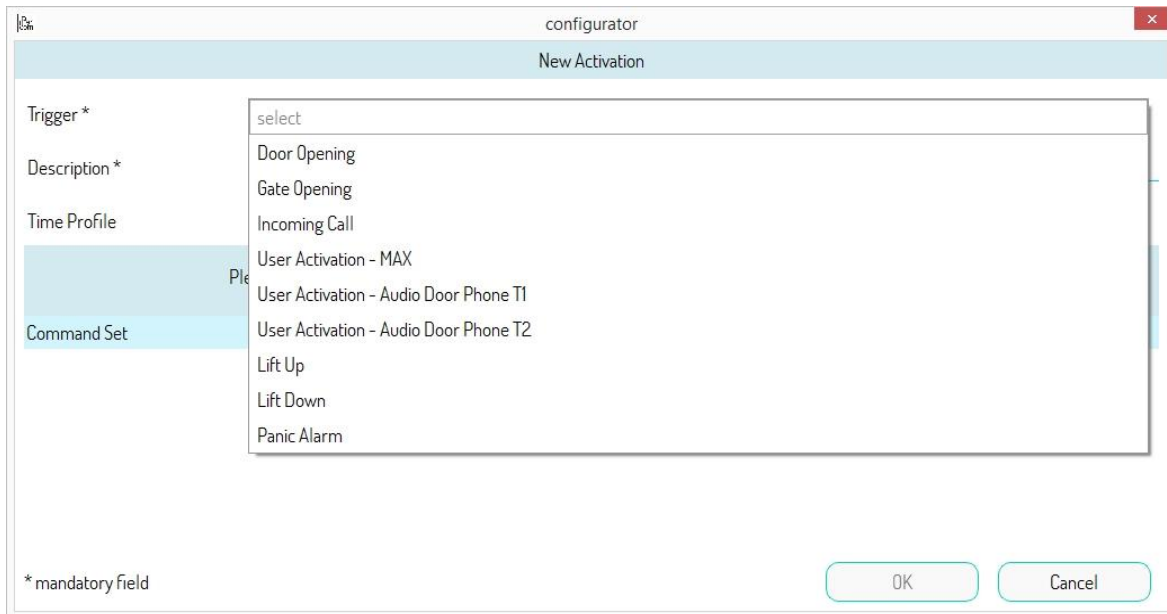 configurator
New Activation
Trigger *
select
Door Opening
Description *
Gate Opening
Time Profile
Incoming Call
User Activation - MAX
User Activation - Audio Door Phone T1
User Activation - Audio Door Phone T2
Command Set
Lift Up
Lift Down
Panic Alarm
* mandatory field
OK
Cancel